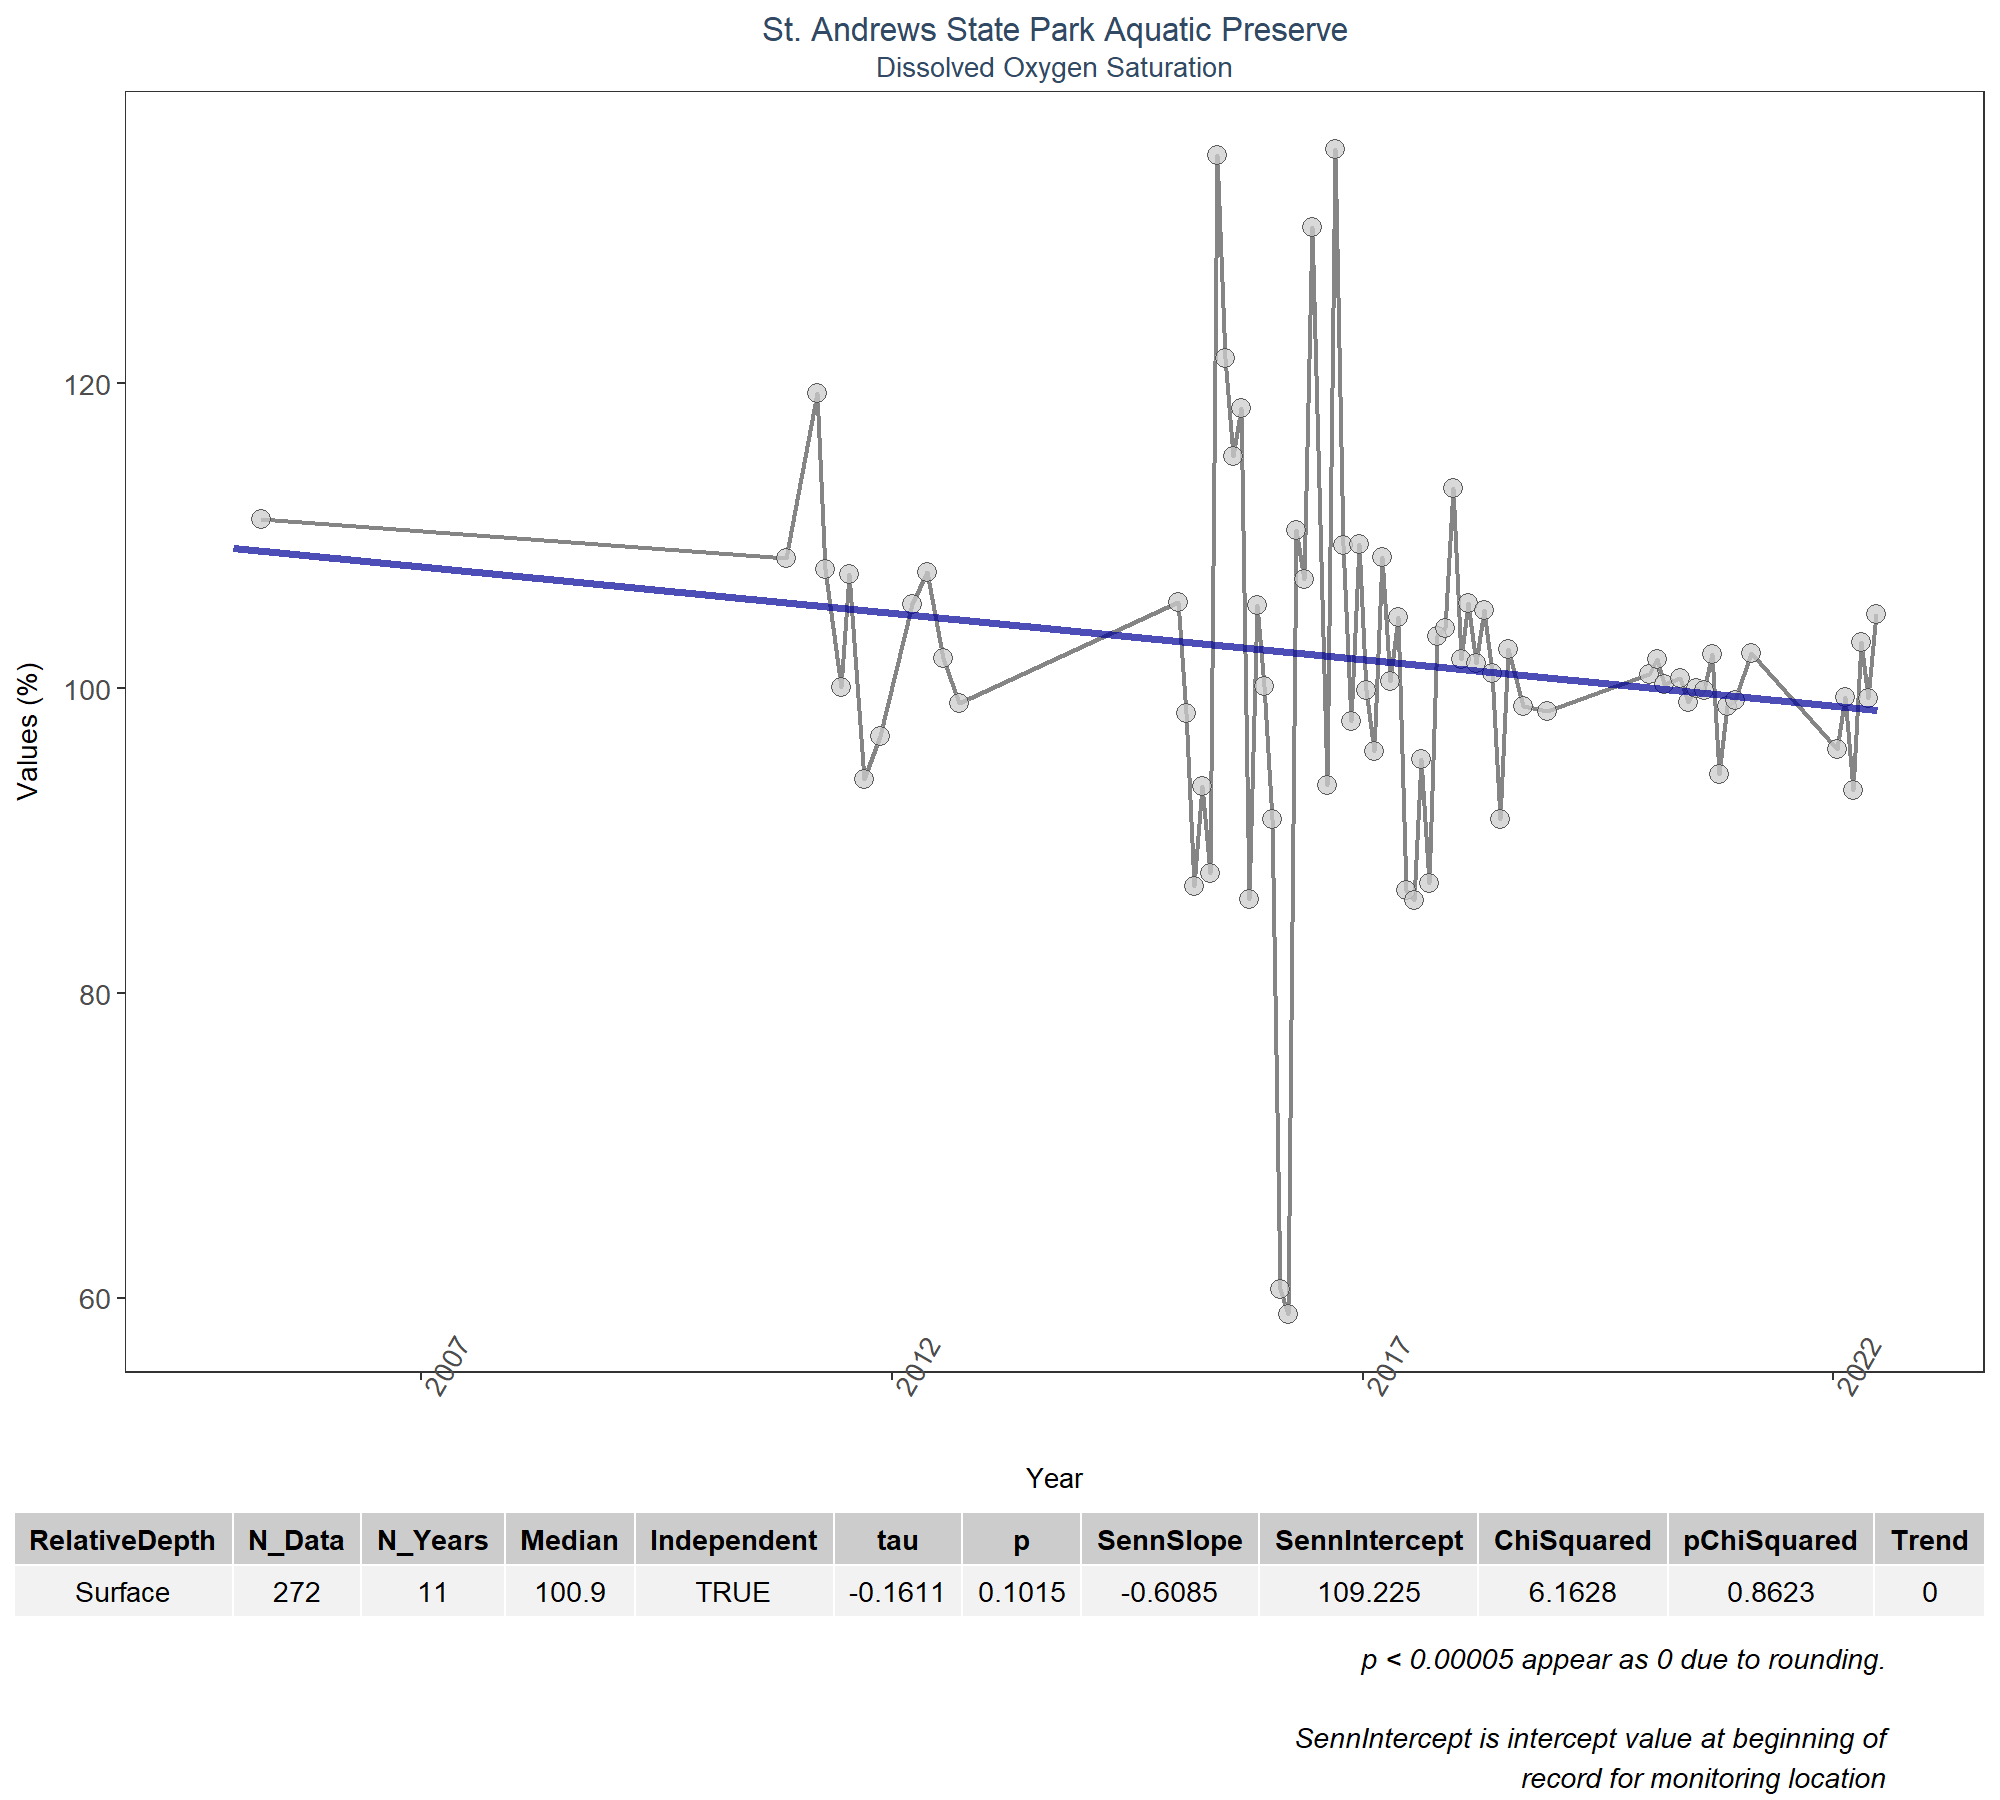 St. Andrews State Park Aquatic Preserve
Dissolved Oxygen Saturation
Values (%)
120
100
80
60
2007
2012
2017
2022
Year
RelativeDepth N_Data N_Years Median Independent tau p SennSlope SennIntercept ChiSquared pChiSquared Trend
Surface 272 11 100.9 TRUE -0.1611 0.1015 -0.6085 109.225 6.1628 0.8623 0
p < 0.00005 appear as 0 due to rounding.
SennIntercept is intercept value at beginning of
record for monitoring location